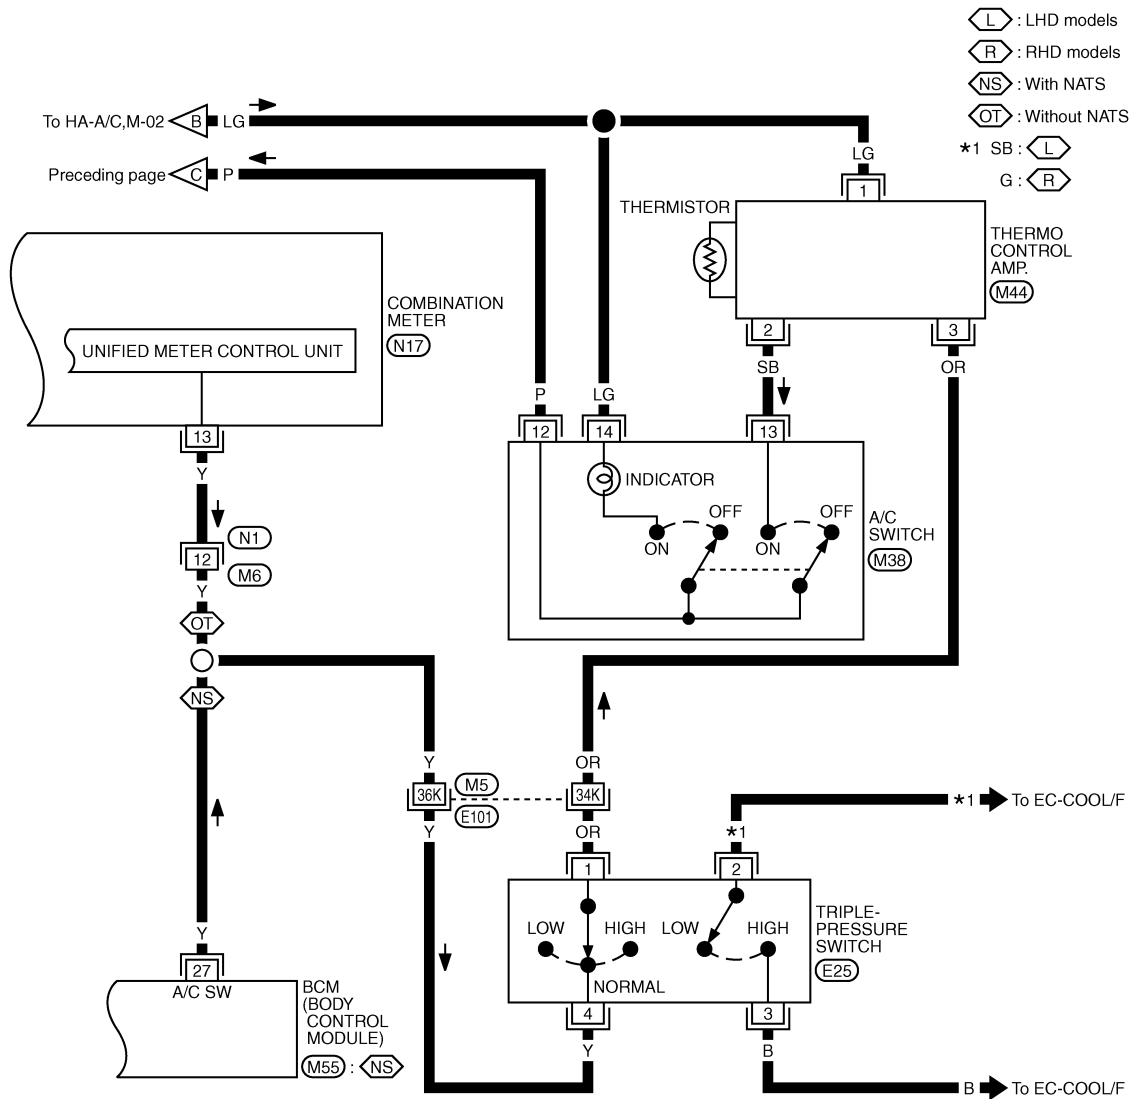 L : LHD models
R : RHD models
NS : With NATS
OT : Without NATS
*1 SB : L
G : R
To HA-A/C,M-02 B LG
Preceding page C P
LG
1
THERMISTOR
THERMO
CONTROL
AMP.
M44
2
3
SB
OR
COMBINATION
METER
N17
UNIFIED METER CONTROL UNIT
13
Y
N1
12
M6
Y
OT
NS
Y
27
A/C SW
BCM
(BODY
CONTROL
MODULE)
M55 : NS
P
LG
12
14
13
INDICATOR
OFF
ON
OFF
ON
A/C
SWITCH
M38
Y
OR
36K
M5
E101
34K
Y
OR
*1
*1 To EC-COOL/F
1
2
LOW
HIGH
NORMAL
LOW
HIGH
TRIPLE-
PRESSURE
SWITCH
E25
4
3
Y
B
B To EC-COOL/F